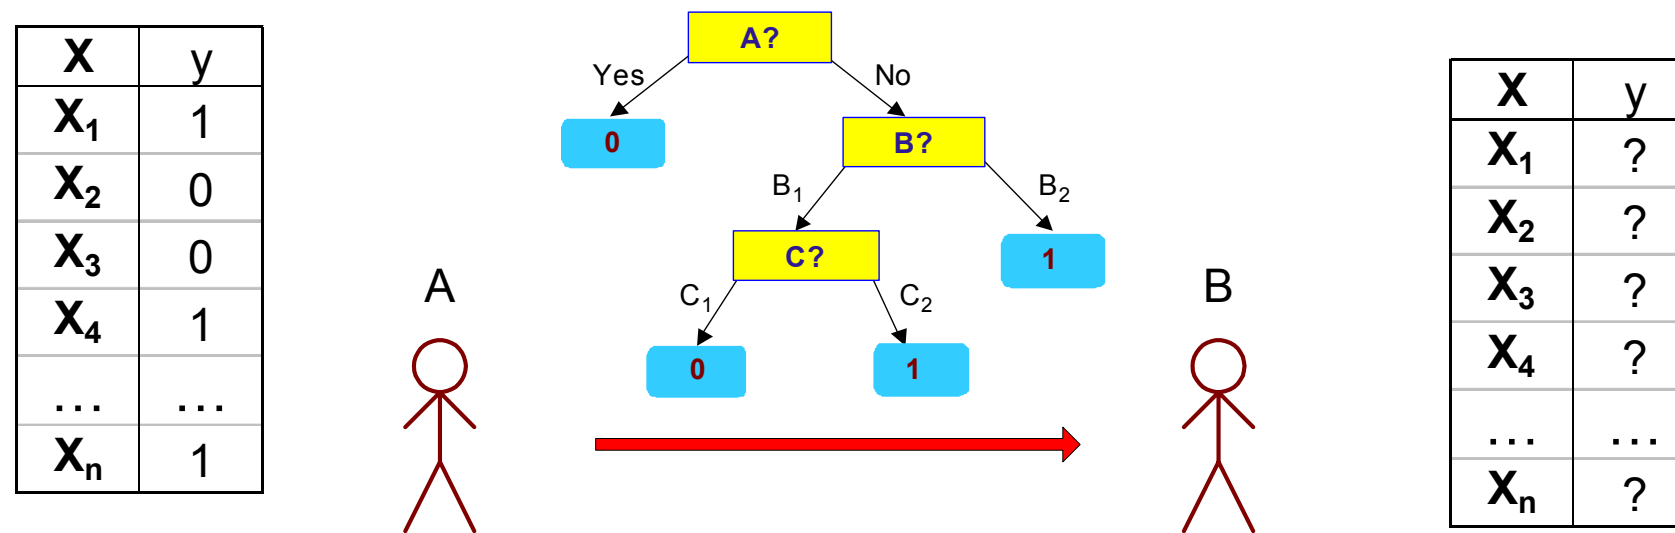 X y
X₁ 1
X₂ 0
X₃ 0
X₄ 1
... ...
Xₙ 1
A?
Yes No
0
B?
B₁ B₂
C?
1
C₁ C₂
0 1
A
B
X y
X₁ ?
X₂ ?
X₃ ?
X₄ ?
... ...
Xₙ ?